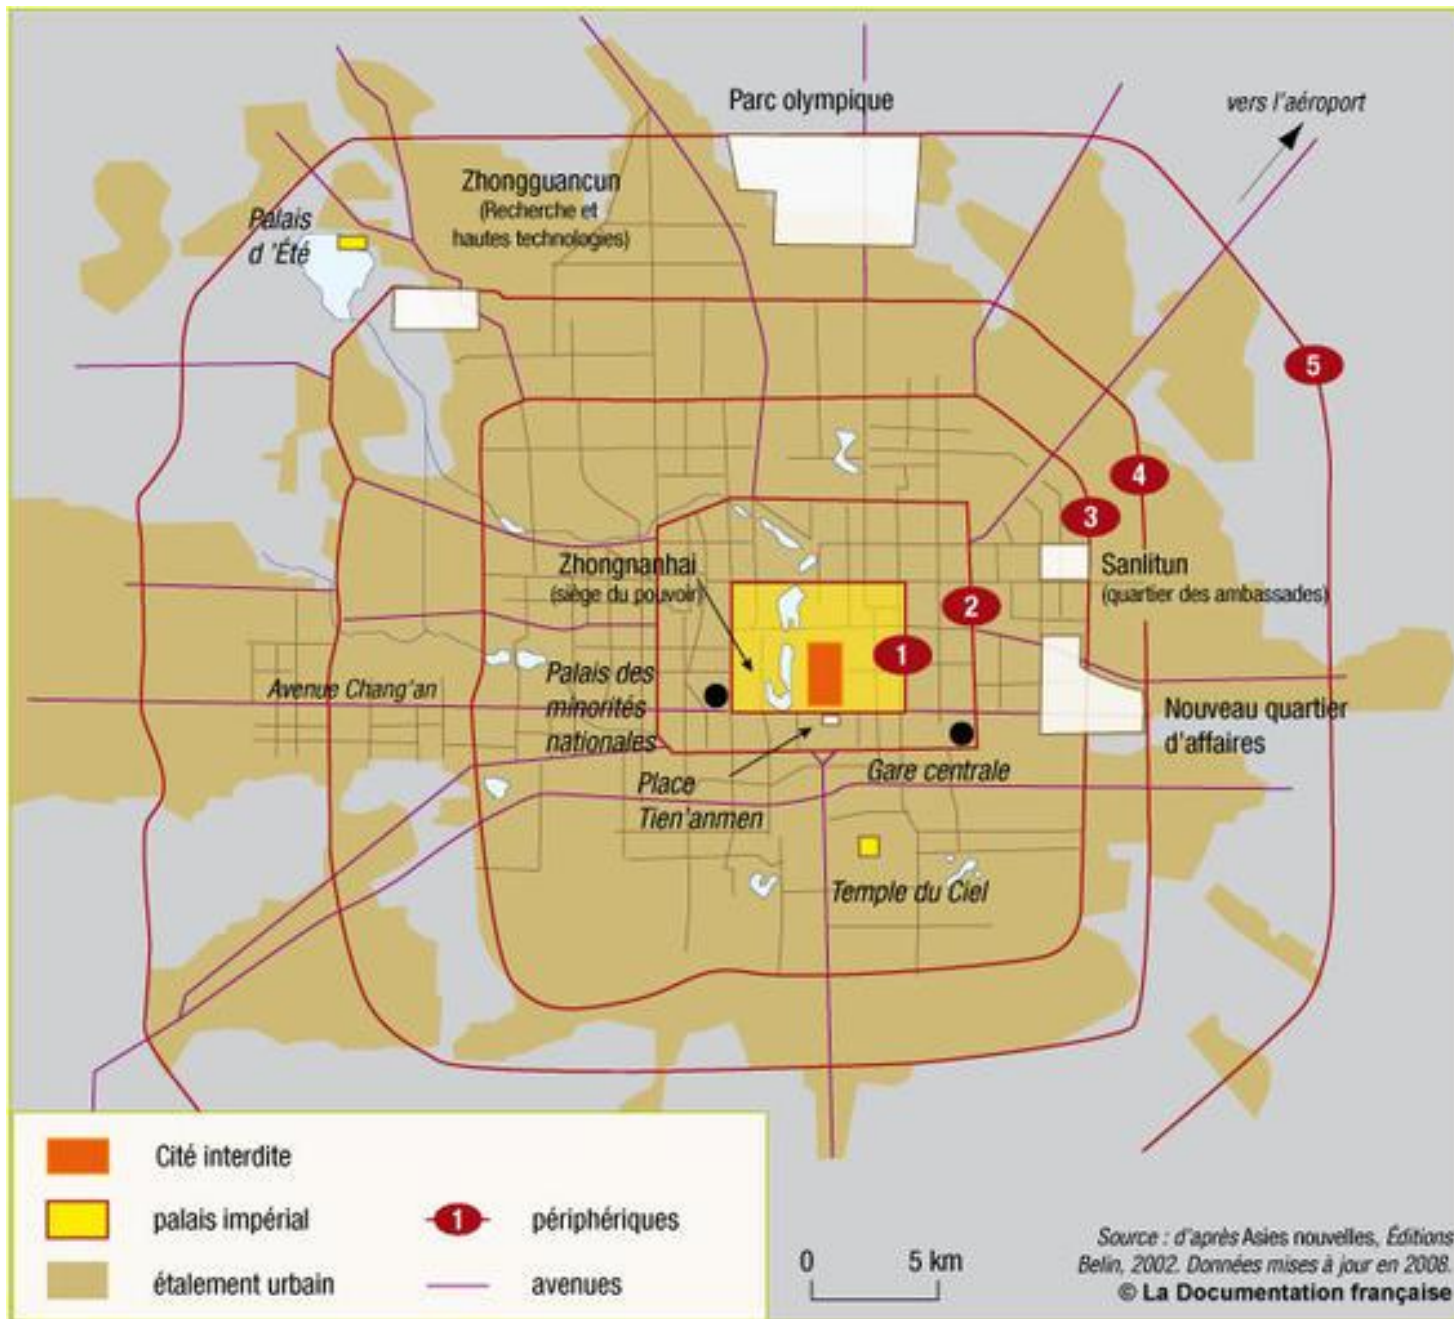 Parc olympique
vers l'aéroport
Zhongguancun
(Recherche et
hautes technologies)
Palais
d 'Été
5
4
3
Zhongnanhai
(siège du pouvoir)
Sanlitun
(quartier des ambassades)
2
1
Palais des
minorités
nationales
Avenue Chang'an
Nouveau quartier
d'affaires
Place
Tien'anmen
Gare centrale
Temple du Ciel
Cité interdite
palais impérial
1
périphériques
étalement urbain
avenues
0
5 km
Source : d'après Asies nouvelles, Éditions
Belin, 2002. Données mises à jour en 2008.
© La Documentation française